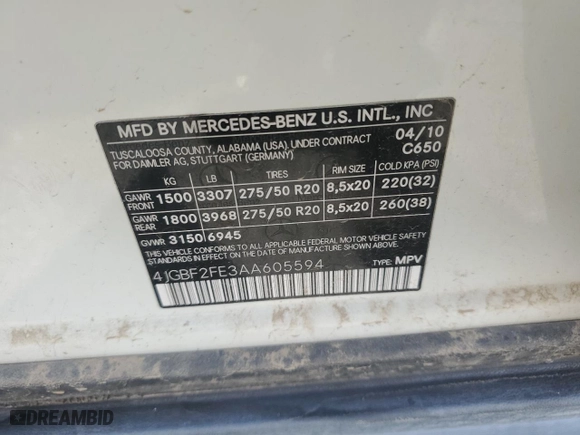 MFD BY MERCEDES-BENZ U.S. INTL., INC
TUSCALOOSA COUNTY, ALABAMA (USA), UNDER CONTRACT 04/10
FOR DAIMLER AG, STUTTGART (GERMANY) C650
KG LB TIRES RIM SIZE COLD KPA (PSI)
GAWR FRONT 1500 3307 275/50 R20 8,5x20 220(32)
GAWR REAR 1800 3968 275/50 R20 8,5x20 260(38)
GVWR 3150 6945
THIS VEHICLE CONFORMS TO ALL APPLICABLE FEDERAL MOTOR VEHICLE SAFETY
STANDARDS IN EFFECT ON THE DATE OF MANUFACTURE SHOWN ABOVE.
4JGBF2FE3AA605594 TYPE: MPV
DREAMBID